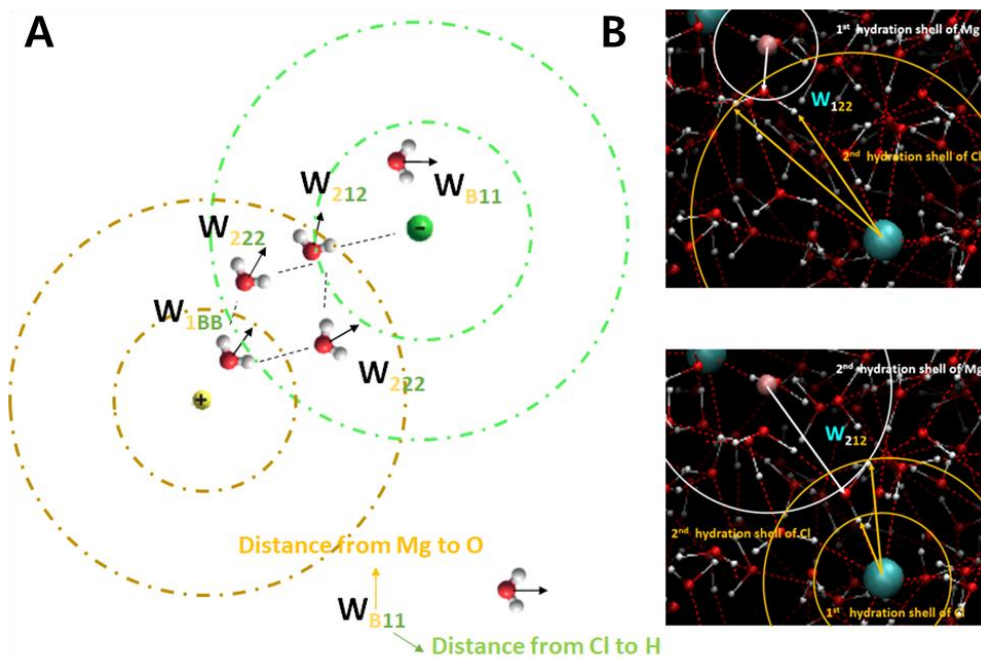 A
W212
WB11
W222
W1BB
W222
-
+
Distance from Mg to O
WB11
Distance from Cl to H
B
1st hydration shell of Mg
W122
2nd hydration shell of Cl
2nd hydration shell of Mg
W212
2nd hydration shell of Cl
1st hydration shell of Cl